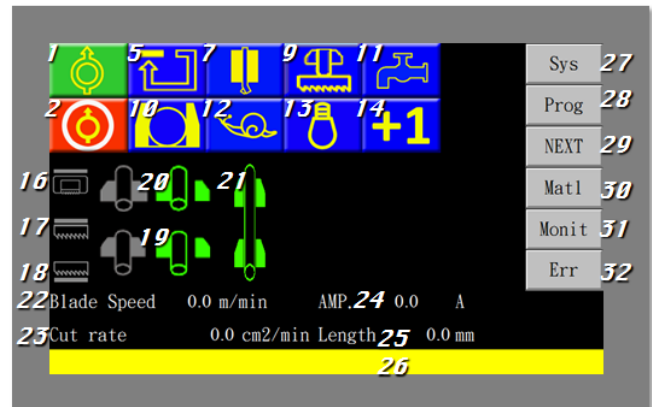 1 5 7 9 11
2 10 12 13 14 +1
Sys 27
Prog 28
NEXT 29
Matl 30
Monit 31
Err 32
16 20 21
17 19
18
22 Blade Speed 0.0 m/min AMP. 24 0.0 A
23 Cut rate 0.0 cm2/min Length 25 0.0 mm
26